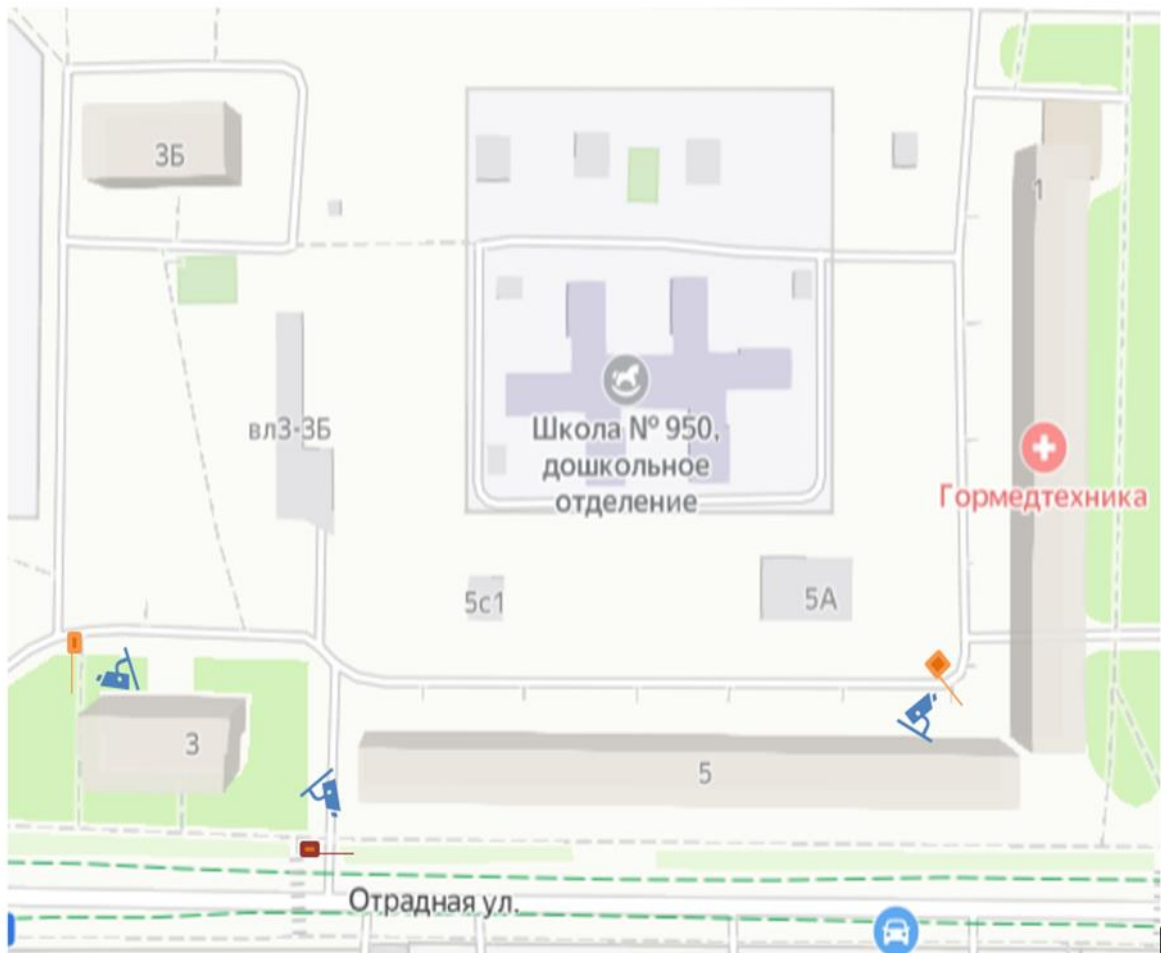 3Б
1
вл3-3Б
Школа № 950,
дошкольное
отделение
Гормедтехника
5с1
5А
3
5
Отрадная ул.